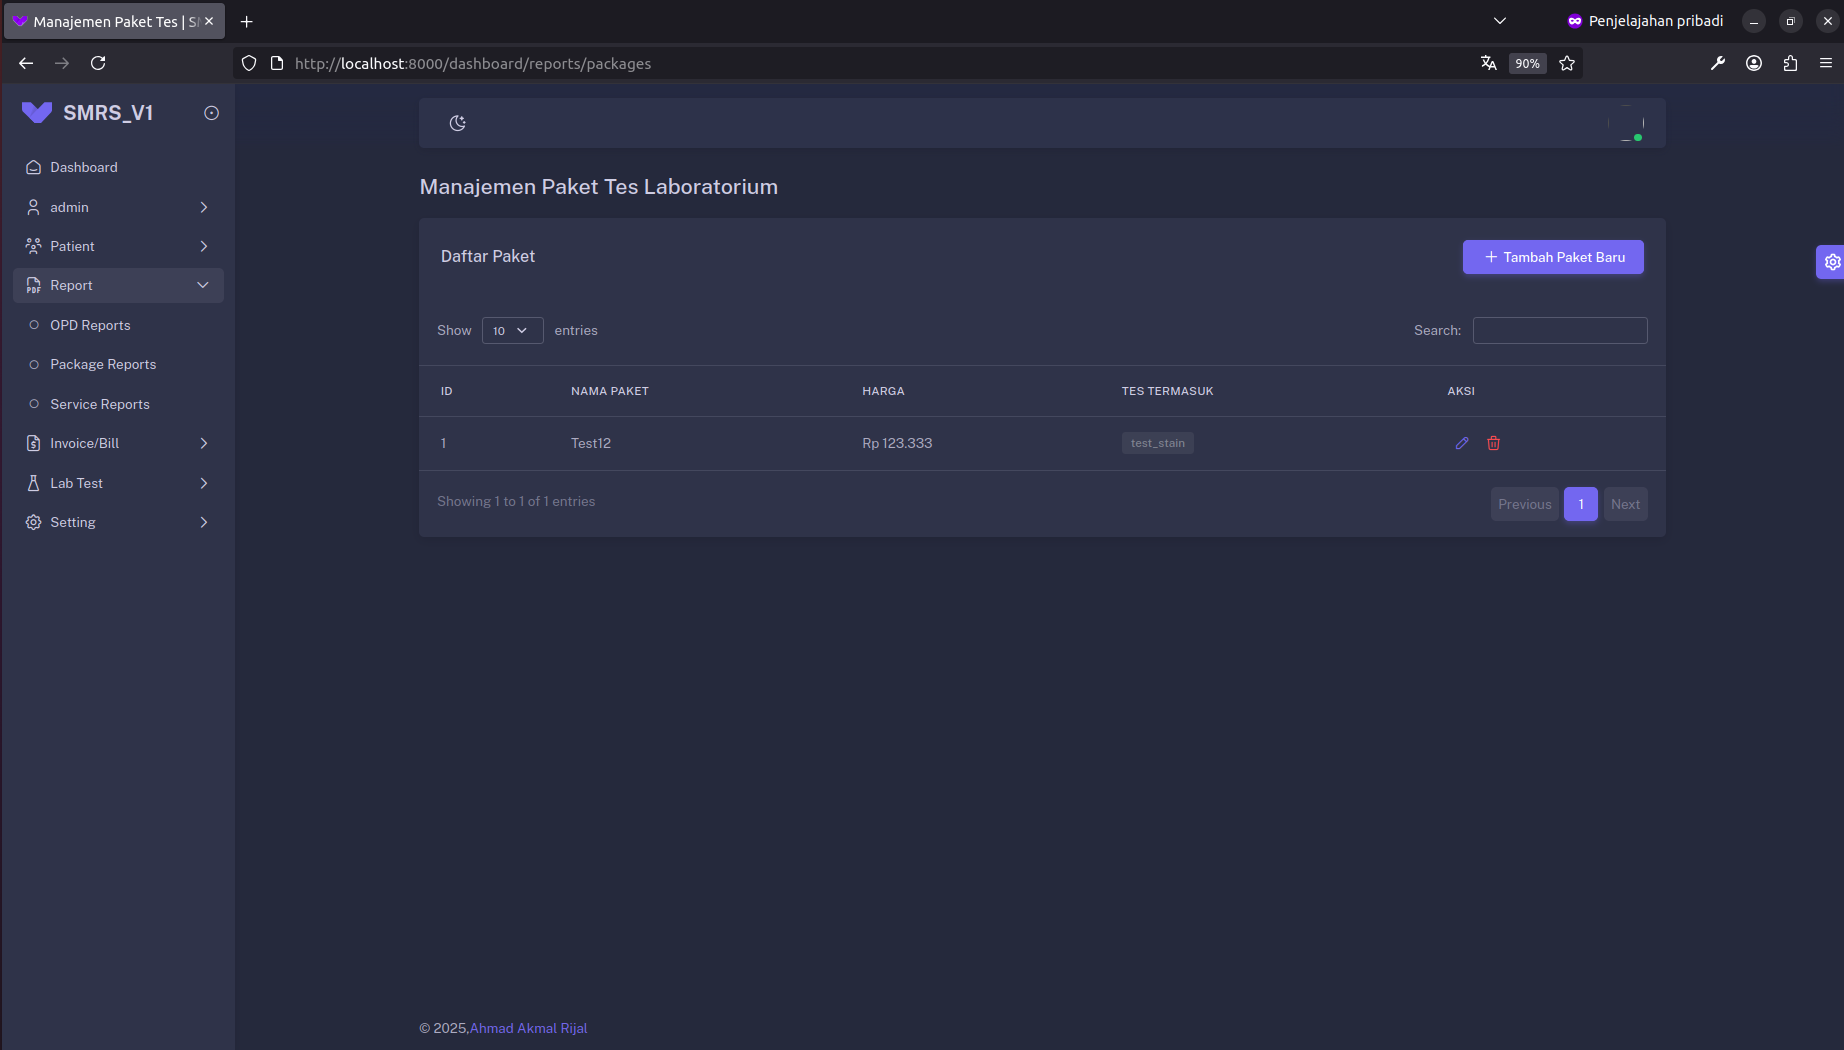 Manajemen Paket Tes | S
Penjelajahan pribadi
http://localhost:8000/dashboard/reports/packages
90%
SMRS_V1
Dashboard
admin
Patient
Report
OPD Reports
Package Reports
Service Reports
Invoice/Bill
Lab Test
Setting
Manajemen Paket Tes Laboratorium
Daftar Paket
Tambah Paket Baru
Show 10 entries
Search:
ID NAMA PAKET HARGA TES TERMASUK AKSI
1 Test12 Rp 123.333 test_stain
Showing 1 to 1 of 1 entries
Previous 1 Next
© 2025,Ahmad Akmal Rijal